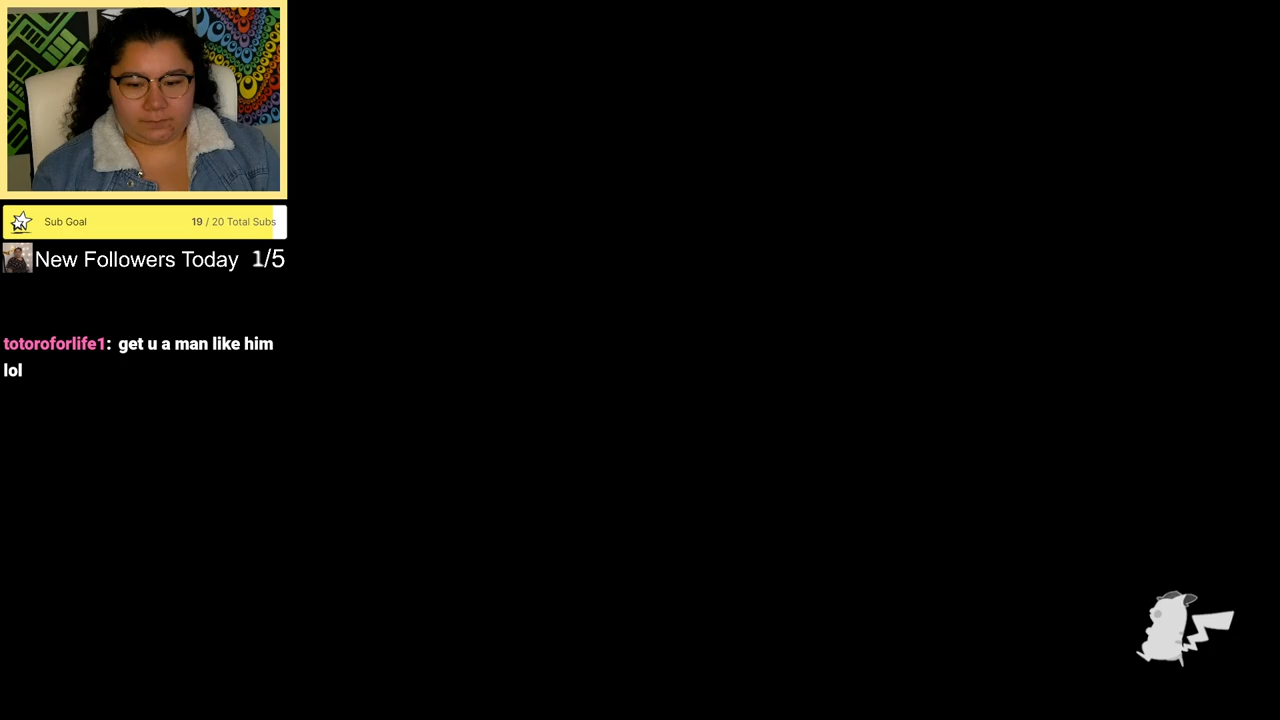 Sub Goal 19 / 20 Total Subs
New Followers Today 1/5
totoroforlife1: get u a man like him
lol